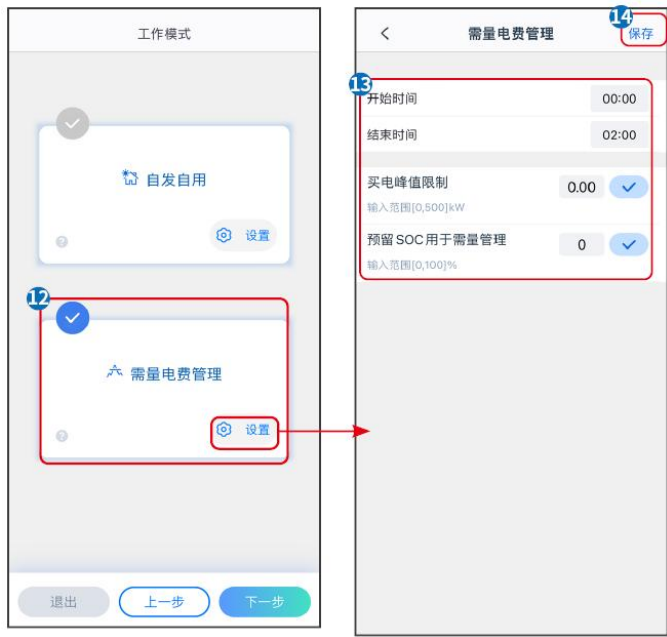 工作模式
自发自用
设置
12
需量电费管理
设置
退出
上一步
下一步
14
需量电费管理
保存
13
开始时间
00:00
结束时间
02:00
买电峰值限制
0.00
输入范围[0,500]kW
预留SOC用于需量管理
0
输入范围[0,100]%